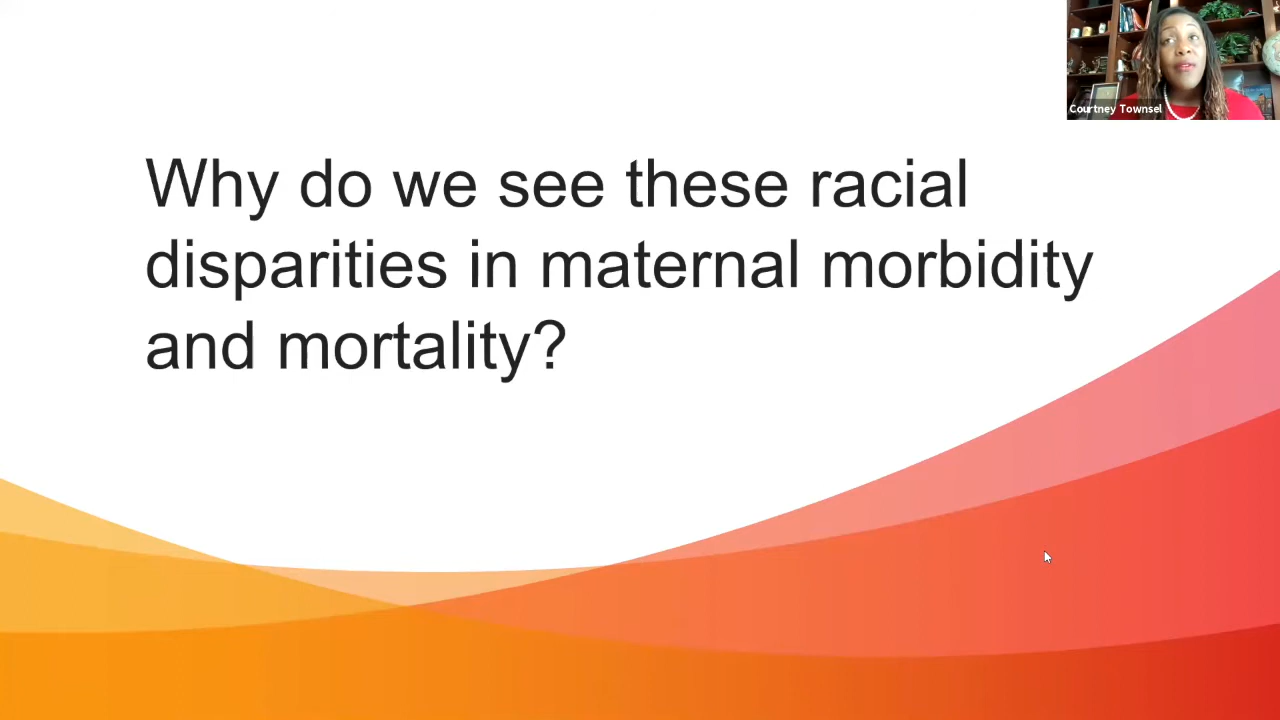 Courtney Townsel
Why do we see these racial
disparities in maternal morbidity
and mortality?